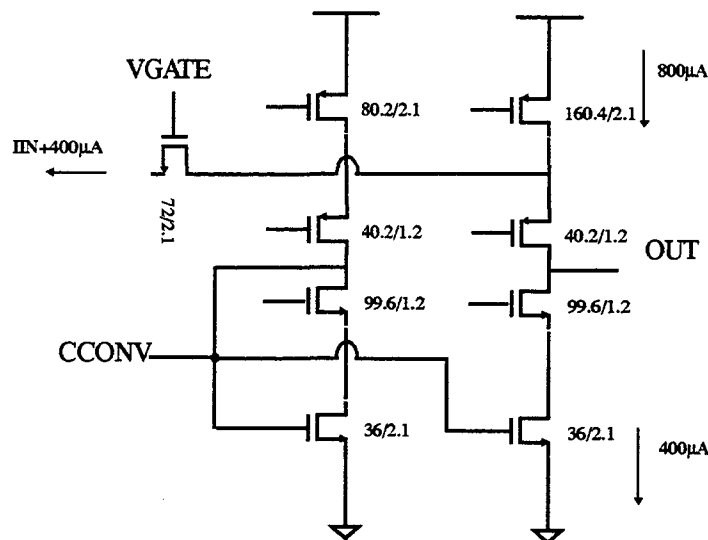 800µA
VGATE
80.2/2.1
160.4/2.1
IIN+400µA
72/2.1
40.2/1.2
40.2/1.2
OUT
99.6/1.2
99.6/1.2
CCONV
36/2.1
36/2.1
400µA